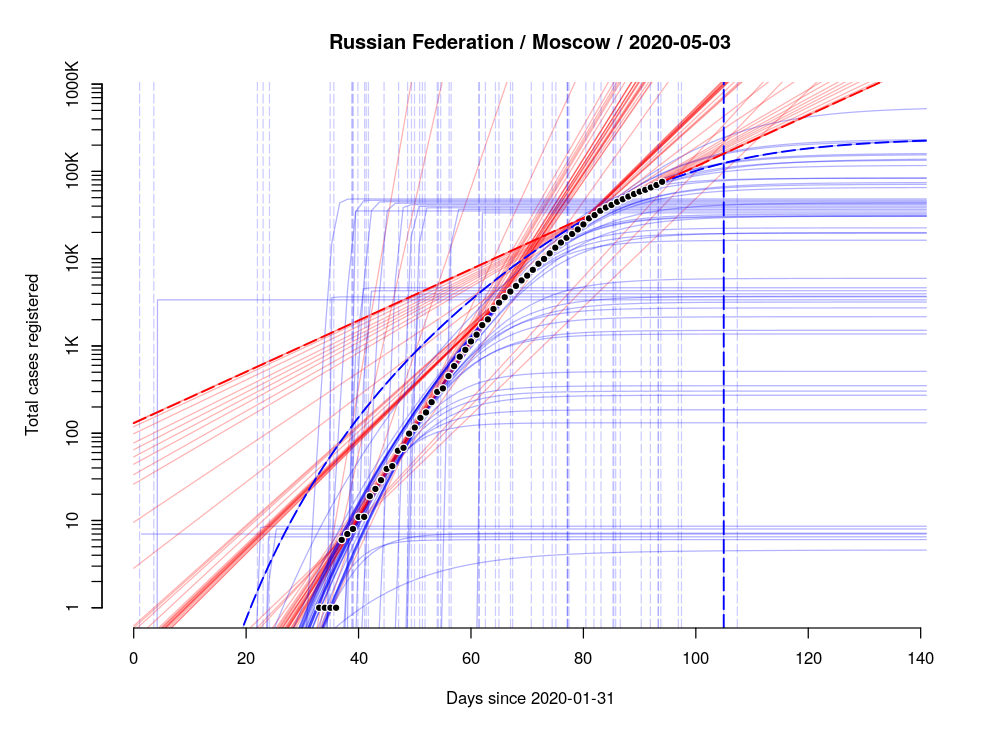 Russian Federation / Moscow / 2020-05-03
Total cases registered
1000K
100K
10K
1K
100
10
1
0 20 40 60 80 100 120 140
Days since 2020-01-31